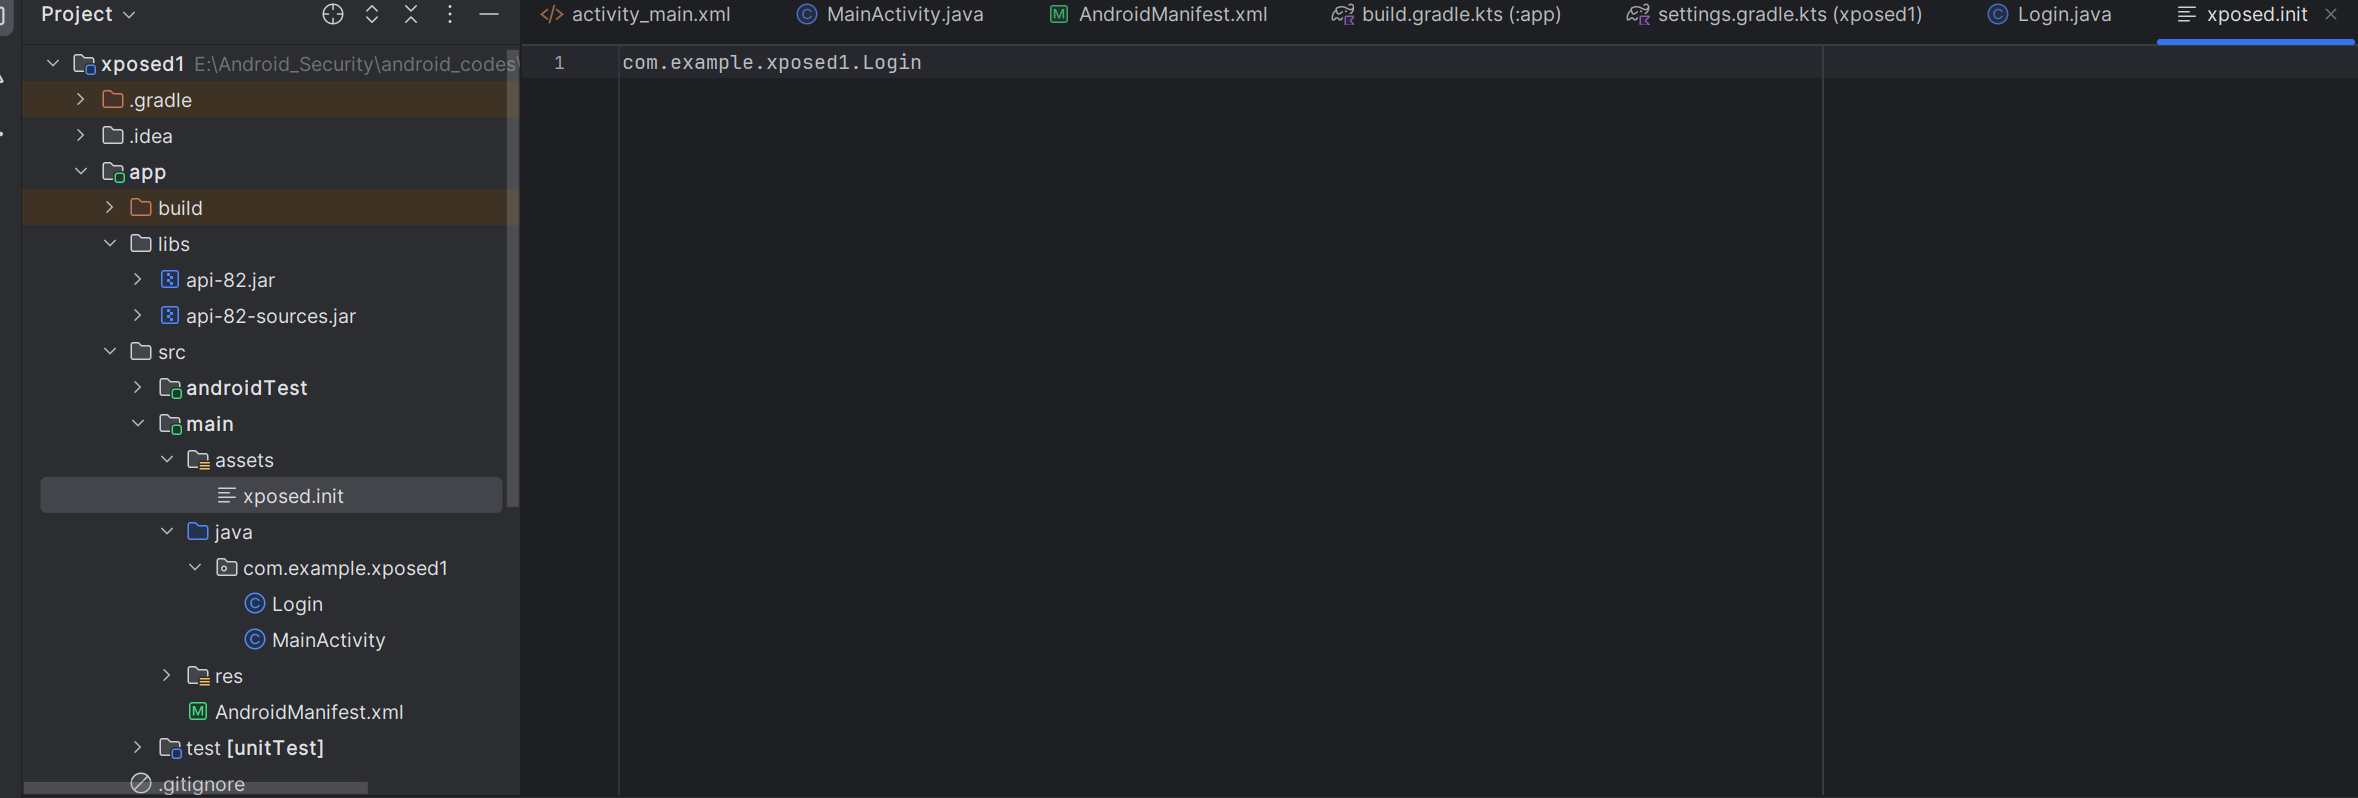 Project
activity_main.xml
MainActivity.java
AndroidManifest.xml
build.gradle.kts (:app)
settings.gradle.kts (xposed1)
Login.java
xposed.init
xposed1 E:\Android_Security\android_codes\
.gradle
.idea
app
build
libs
api-82.jar
api-82-sources.jar
src
androidTest
main
assets
xposed.init
java
com.example.xposed1
Login
MainActivity
res
AndroidManifest.xml
test [unitTest]
.gitignore
1 com.example.xposed1.Login